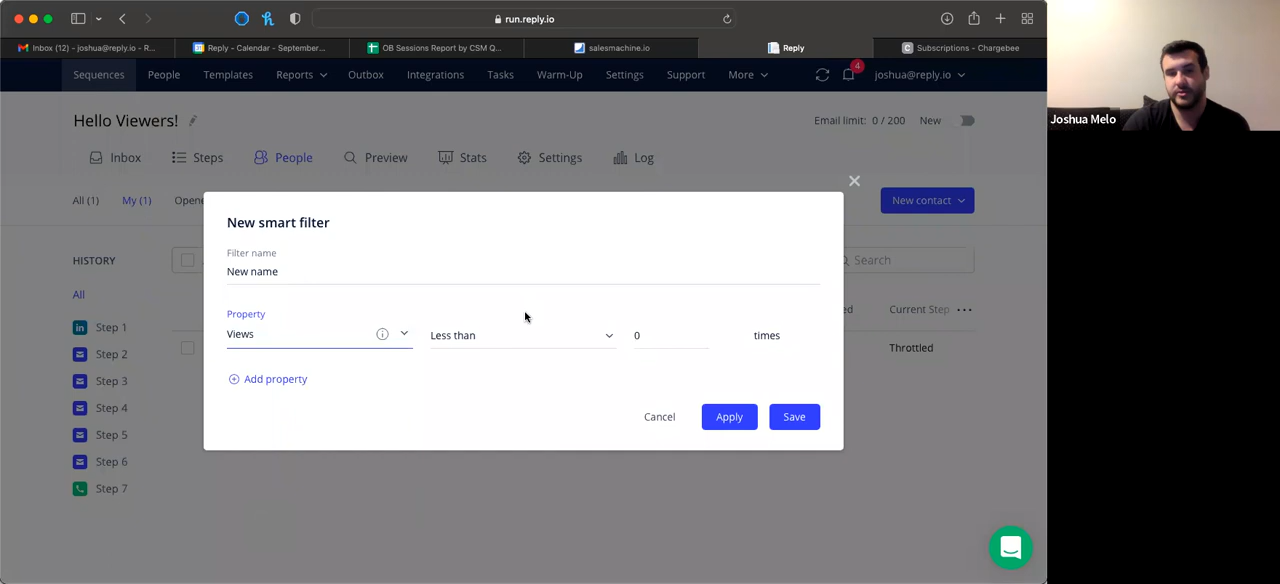 run.reply.io
Inbox (12) - joshua@reply.io - R...
Reply - Calendar - September...
OB Sessions Report by CSM Q...
salesmachine.io
Reply
Subscriptions - Chargebee
Sequences
People
Templates
Reports
Outbox
Integrations
Tasks
Warm-Up
Settings
Support
More
4
joshua@reply.io
Hello Viewers!
Email limit: 0 / 200
New
Joshua Melo
Inbox
Steps
People
Preview
Stats
Settings
Log
All (1)
My (1)
Opene
New contact
New smart filter
Filter name
New name
HISTORY
Search
All
Property
Views
Less than
0
times
ed
Current Step
Step 1
Step 2
Step 3
Step 4
Step 5
Step 6
Step 7
Throttled
Add property
Cancel
Apply
Save